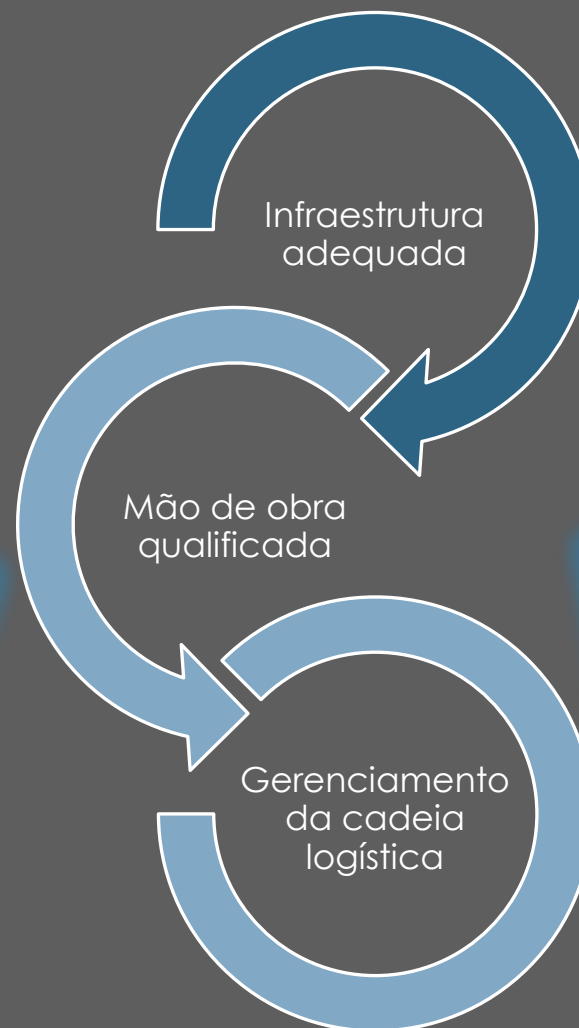 Infraestrutura
adequada
Mão de obra
qualificada
Gerenciamento
da cadeia
logística